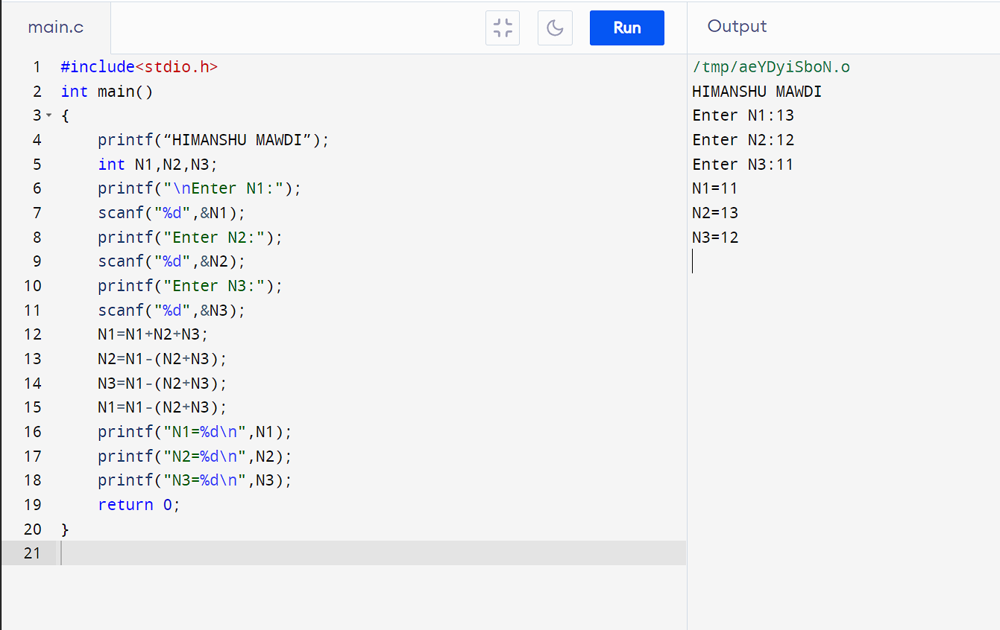 main.c
Run
Output
1 #include<stdio.h>
2 int main()
3 {
4     printf(“HIMANSHU MAWDI”);
5     int N1,N2,N3;
6     printf("\nEnter N1:");
7     scanf("%d",&N1);
8     printf("Enter N2:");
9     scanf("%d",&N2);
10     printf("Enter N3:");
11     scanf("%d",&N3);
12     N1=N1+N2+N3;
13     N2=N1-(N2+N3);
14     N3=N1-(N2+N3);
15     N1=N1-(N2+N3);
16     printf("N1=%d\n",N1);
17     printf("N2=%d\n",N2);
18     printf("N3=%d\n",N3);
19     return 0;
20 }
21
/tmp/aeYDyiSboN.o
HIMANSHU MAWDI
Enter N1:13
Enter N2:12
Enter N3:11
N1=11
N2=13
N3=12